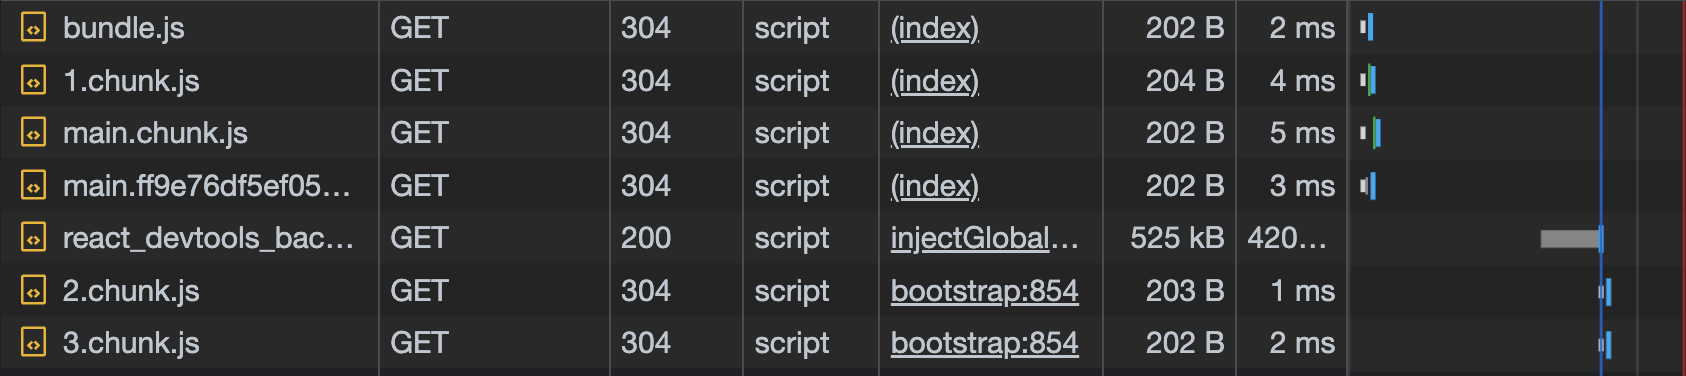 bundle.js GET 304 script (index) 202 B 2 ms
1.chunk.js GET 304 script (index) 204 B 4 ms
main.chunk.js GET 304 script (index) 202 B 5 ms
main.ff9e76df5ef05... GET 304 script (index) 202 B 3 ms
react_devtools_bac... GET 200 script injectGlobal... 525 kB 420...
2.chunk.js GET 304 script bootstrap:854 203 B 1 ms
3.chunk.js GET 304 script bootstrap:854 202 B 2 ms